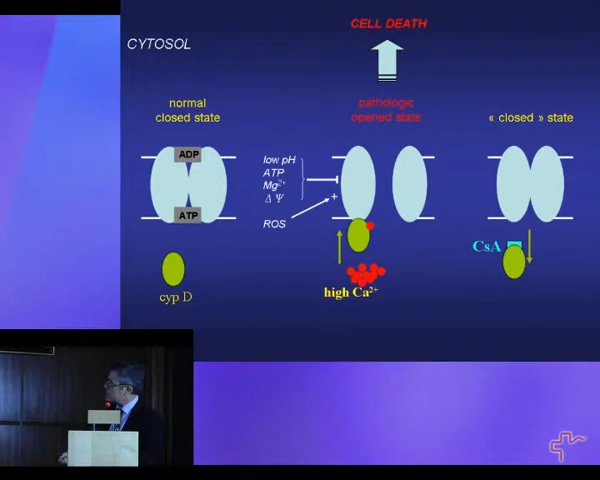 CELL DEATH
CYTOSOL
normal
closed state
pathologic
opened state
« closed » state
ADP
ATP
low pH
ATP
Mg²⁺
Δ Ψ
+
ROS
cyp D
high Ca²⁺
CsA